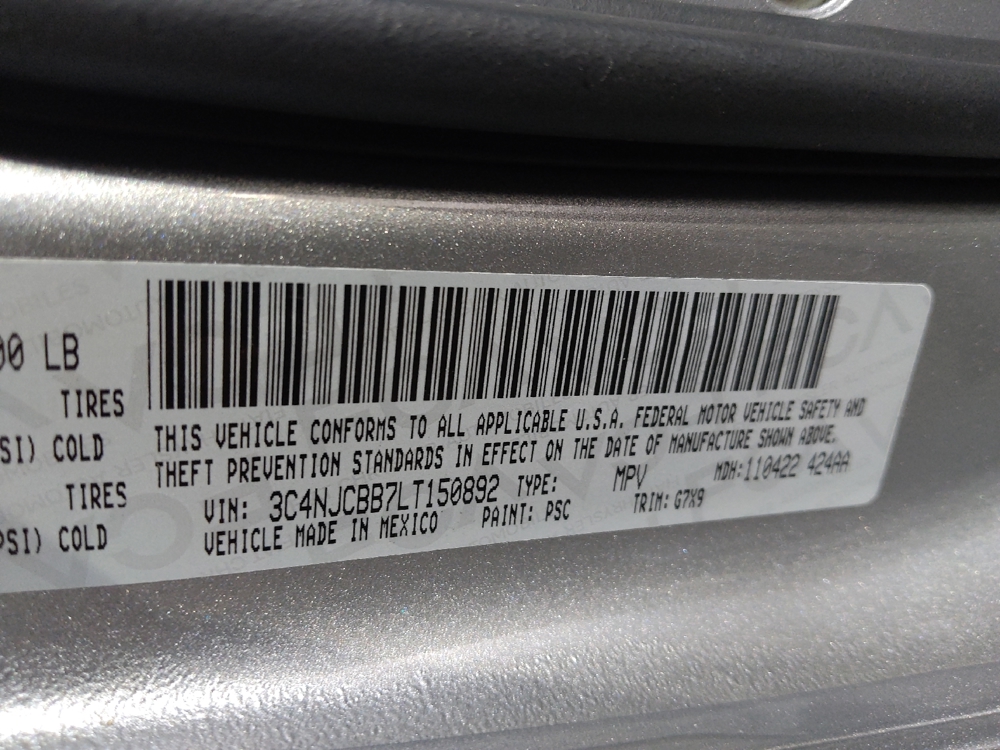 00 LB
TIRES
SI) COLD
TIRES
PSI) COLD
THIS VEHICLE CONFORMS TO ALL APPLICABLE U.S.A. FEDERAL MOTOR VEHICLE SAFETY AND
THEFT PREVENTION STANDARDS IN EFFECT ON THE DATE OF MANUFACTURE SHOWN ABOVE.
VIN: 3C4NJCBB7LT150892 TYPE: MPV MDH:110422 424AA
VEHICLE MADE IN MEXICO PAINT: PSC TRIM: G7X9